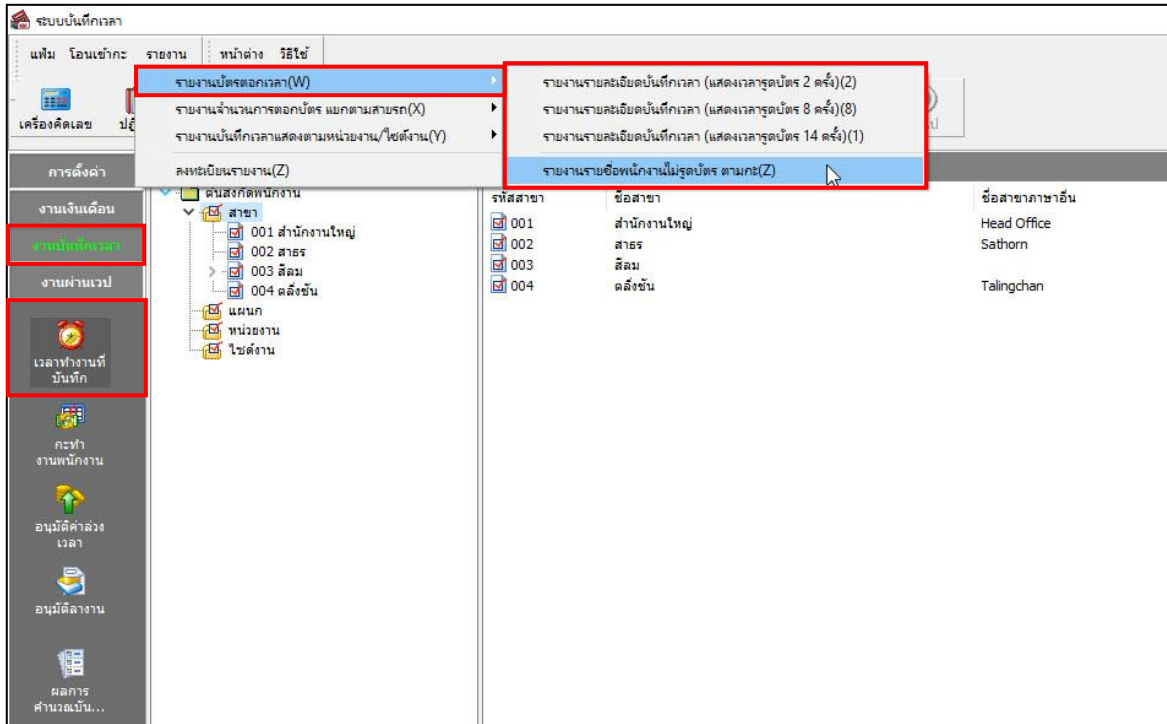 ระบบบันทึกเวลา
แฟ้ม โอนเข้ากะ รายงาน หน้าต่าง วิธีใช้
เครื่องคิดเลข
รายงานบัตรตอกเวลา(W)
รายงานจำนวนการตอกบัตร แยกตามสายรถ(X)
รายงานบันทึกเวลาแสดงตามหน่วยงาน/ไซต์งาน(Y)
ลงทะเบียนรายงาน(Z)
รายงานรายละเอียดบันทึกเวลา (แสดงเวลารูดบัตร 2 ครั้ง)(2)
รายงานรายละเอียดบันทึกเวลา (แสดงเวลารูดบัตร 8 ครั้ง)(8)
รายงานรายละเอียดบันทึกเวลา (แสดงเวลารูดบัตร 14 ครั้ง)(1)
รายงานรายชื่อพนักงานไม่รูดบัตร ตามกะ(Z)
การตั้งค่า
งานเงินเดือน
งานบันทึกเวลา
งานผ่านเวป
เวลาทำงานที่
บันทึก
กะทำ
งานพนักงาน
อนุมัติค่าล่วง
เวลา
อนุมัติลางาน
ผลการ
คำนวณบัน...
ต้นสังกัดพนักงาน
สาขา
001 สำนักงานใหญ่
002 สาธร
003 สีลม
004 ตลิ่งชัน
แผนก
หน่วยงาน
ไซต์งาน
รหัสสาขา ชื่อสาขา ชื่อสาขาภาษาอื่น
001 สำนักงานใหญ่ Head Office
002 สาธร Sathorn
003 สีลม
004 ตลิ่งชัน Talingchan